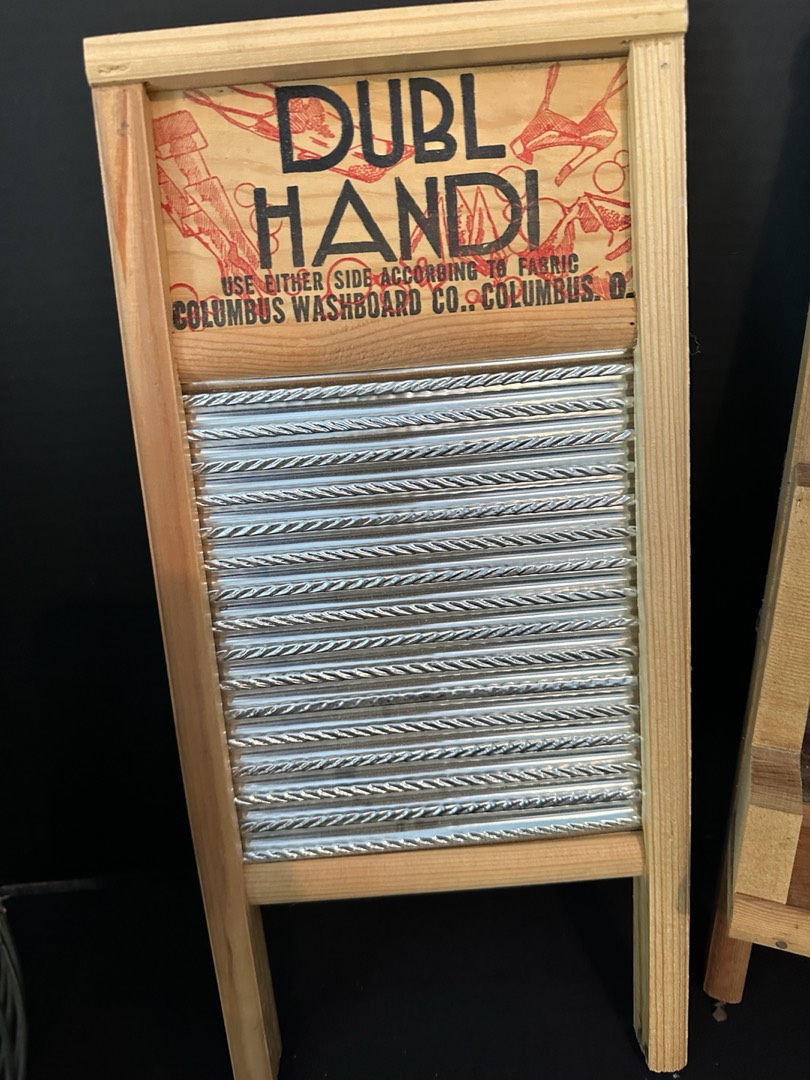 DUBL
HANDI
USE EITHER SIDE ACCORDING TO FABRIC
COLUMBUS WASHBOARD CO., COLUMBUS. O.